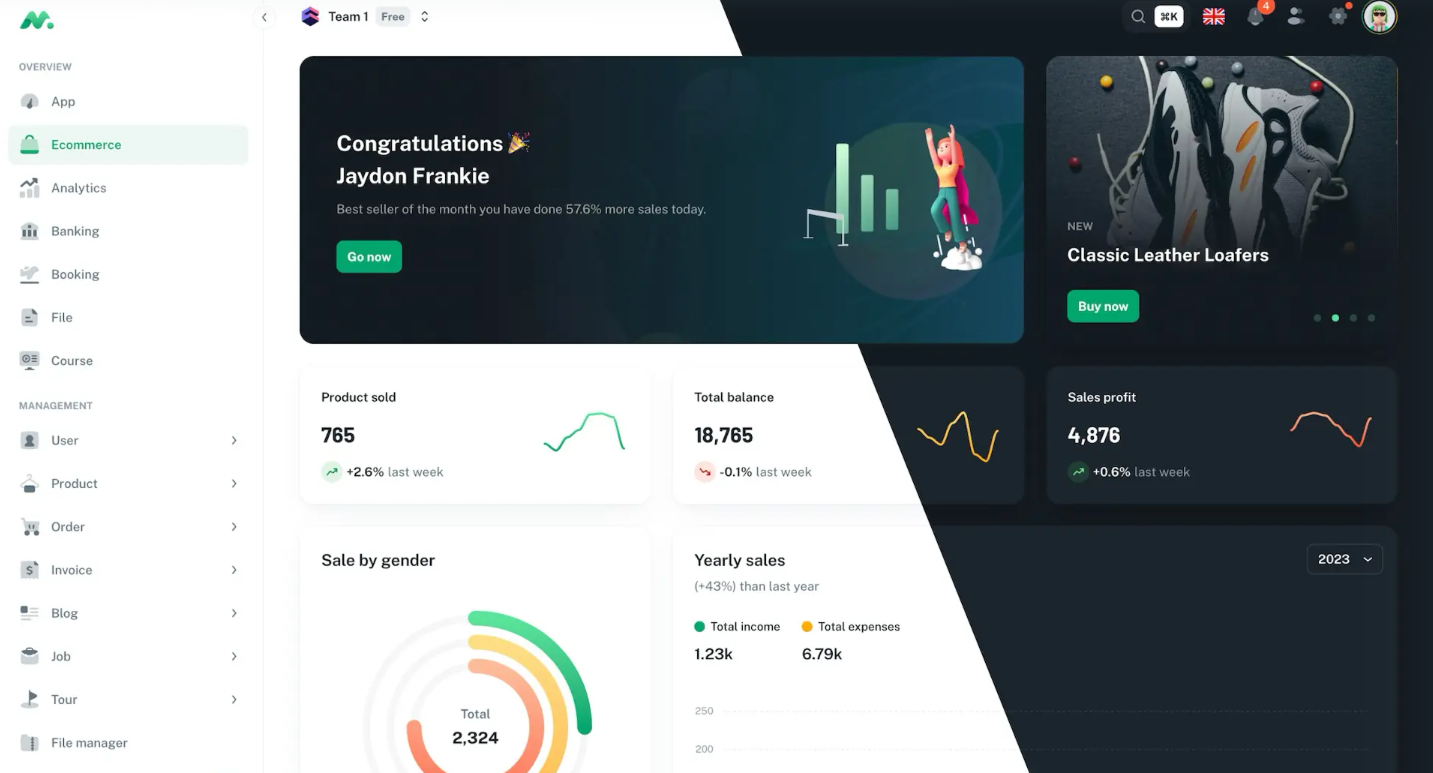 Team 1 Free
⌘K
4
OVERVIEW
App
Ecommerce
Analytics
Banking
Booking
File
Course
MANAGEMENT
User
Product
Order
Invoice
Blog
Job
Tour
File manager
Congratulations 🎉
Jaydon Frankie
Best seller of the month you have done 57.6% more sales today.
Go now
NEW
Classic Leather Loafers
Buy now
Product sold
765
+2.6% last week
Total balance
18,765
-0.1% last week
Sales profit
4,876
+0.6% last week
Sale by gender
Total
2,324
Yearly sales
(+43%) than last year
2023
Total income
1.23k
Total expenses
6.79k
250
200